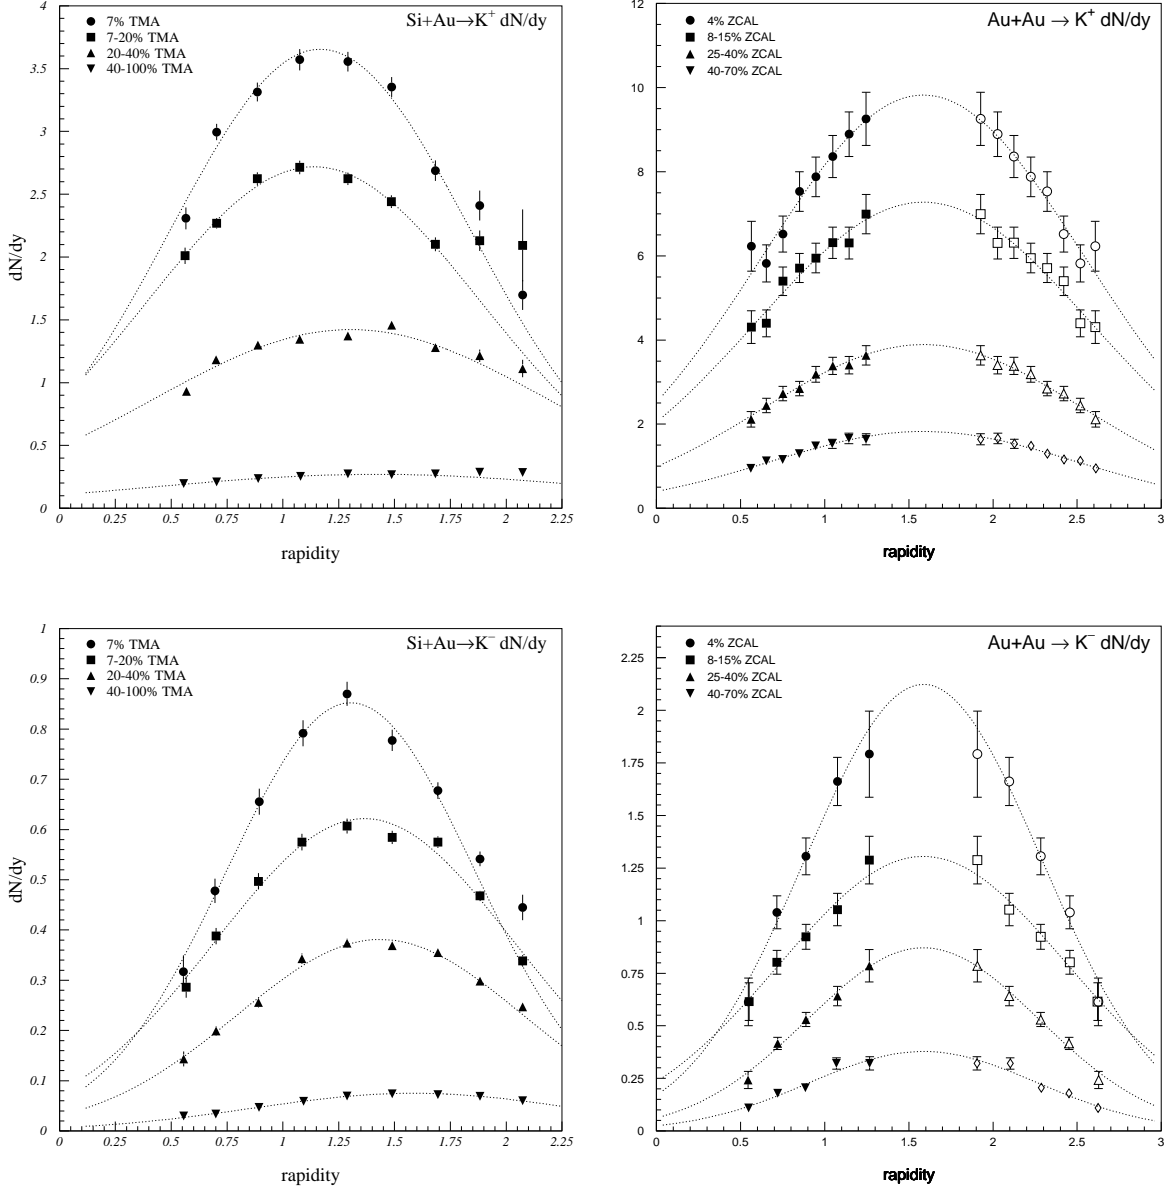 Si+Au→K⁺ dN/dy
7% TMA
7-20% TMA
20-40% TMA
40-100% TMA
dN/dy
4
3.5
3
2.5
2
1.5
1
0.5
0
0 0.25 0.5 0.75 1 1.25 1.5 1.75 2 2.25
rapidity
Au+Au → K⁺ dN/dy
4% ZCAL
8-15% ZCAL
25-40% ZCAL
40-70% ZCAL
12
10
8
6
4
2
0
0 0.5 1 1.5 2 2.5 3
rapidity
Si+Au→K⁻ dN/dy
7% TMA
7-20% TMA
20-40% TMA
40-100% TMA
dN/dy
1
0.9
0.8
0.7
0.6
0.5
0.4
0.3
0.2
0.1
0
0 0.25 0.5 0.75 1 1.25 1.5 1.75 2 2.25
rapidity
Au+Au → K⁻ dN/dy
4% ZCAL
8-15% ZCAL
25-40% ZCAL
40-70% ZCAL
2.25
2
1.75
1.5
1.25
1
0.75
0.5
0.25
0
0 0.5 1 1.5 2 2.5 3
rapidity